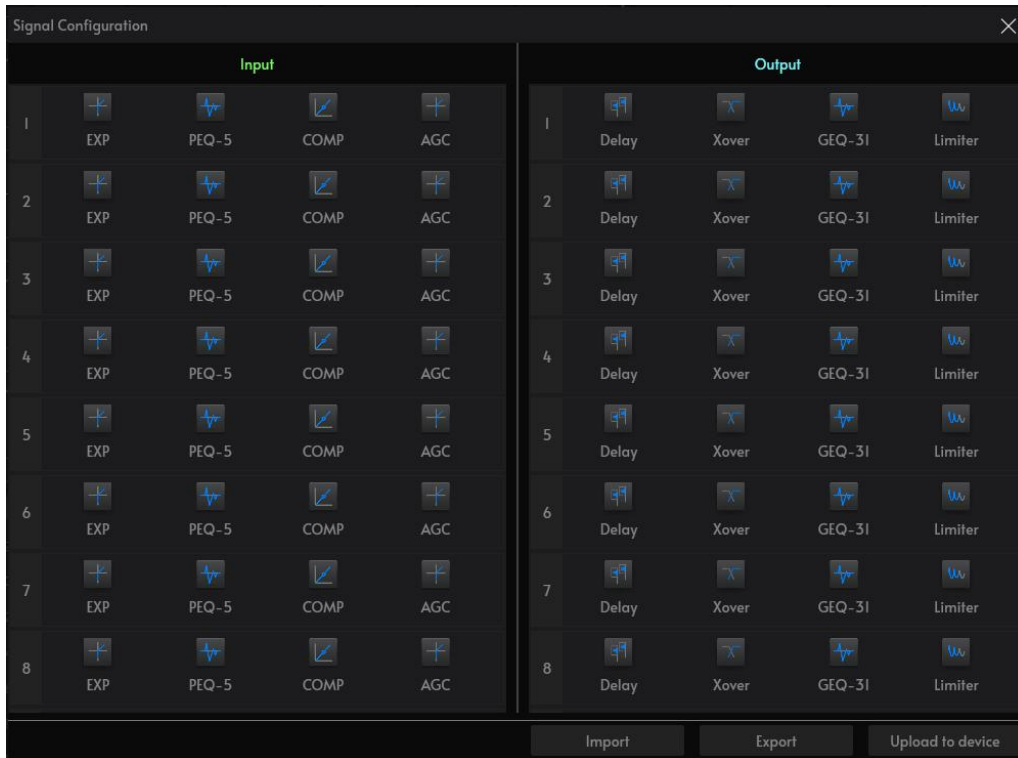 Signal Configuration
Input
Output
1
EXP PEQ-5 COMP AGC
1
Delay Xover GEQ-31 Limiter
2
EXP PEQ-5 COMP AGC
2
Delay Xover GEQ-31 Limiter
3
EXP PEQ-5 COMP AGC
3
Delay Xover GEQ-31 Limiter
4
EXP PEQ-5 COMP AGC
4
Delay Xover GEQ-31 Limiter
5
EXP PEQ-5 COMP AGC
5
Delay Xover GEQ-31 Limiter
6
EXP PEQ-5 COMP AGC
6
Delay Xover GEQ-31 Limiter
7
EXP PEQ-5 COMP AGC
7
Delay Xover GEQ-31 Limiter
8
EXP PEQ-5 COMP AGC
8
Delay Xover GEQ-31 Limiter
Import Export Upload to device